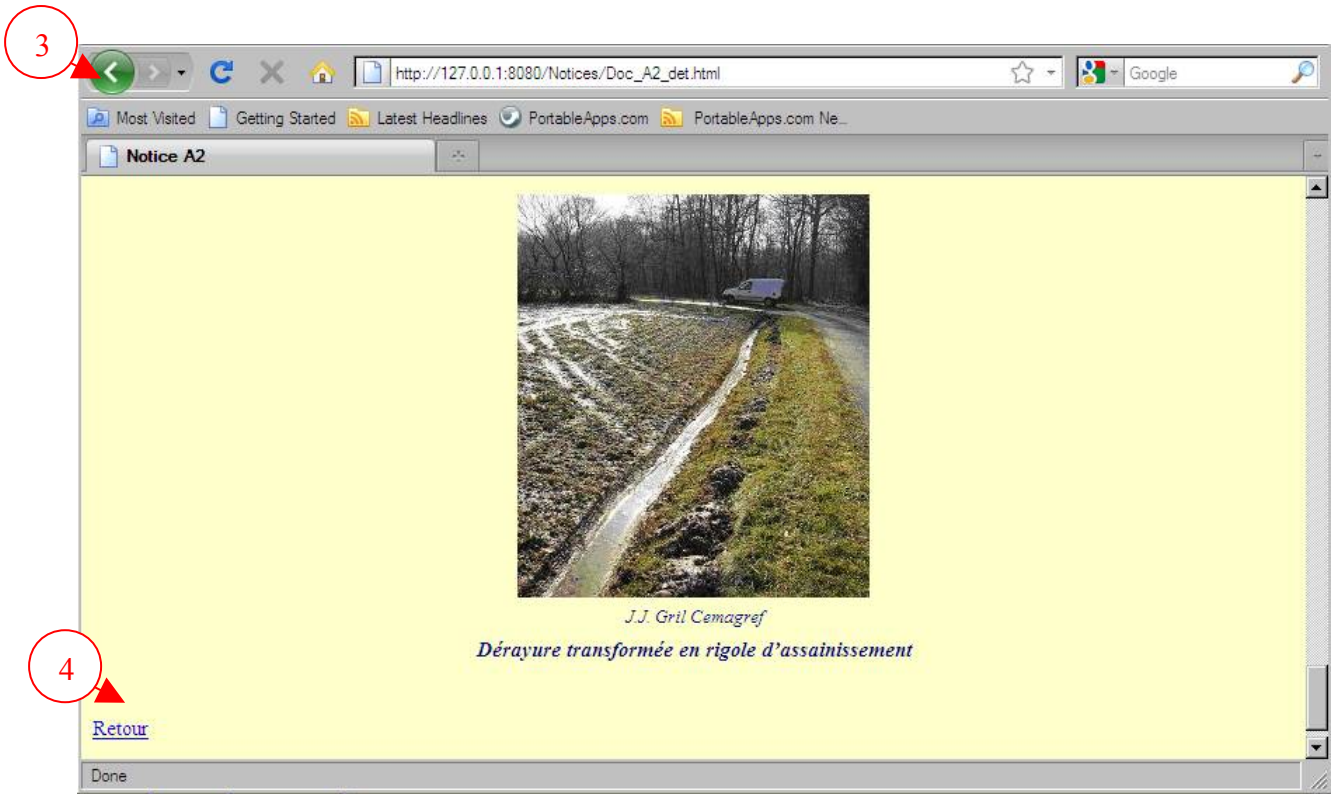 3
http://127.0.0.1:8080/Notices/Doc_A2_det.html
Google
Most Visited Getting Started Latest Headlines PortableApps.com PortableApps.com Ne...
Notice A2
J.J. Gril Cemagref
Dérayure transformée en rigole d’assainissement
4
Retour
Done